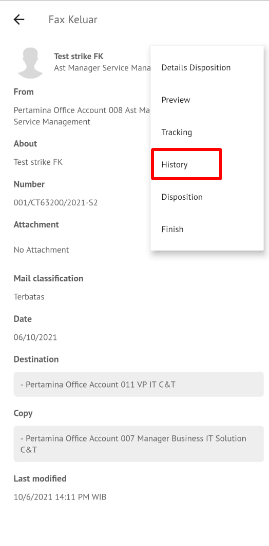 Fax Keluar
Test strike FK
Ast Manager Service Mana
From
Pertamina Office Account 008 Ast Ma
Service Management
About
Test strike FK
Number
001/CT63200/2021-S2
Attachment
No Attachment
Mail classification
Terbatas
Date
06/10/2021
Destination
- Pertamina Office Account 011 VP IT C&T
Copy
- Pertamina Office Account 007 Manager Business IT Solution
C&T
Last modified
10/6/2021 14:11 PM WIB
Details Disposition
Preview
Tracking
History
Disposition
Finish